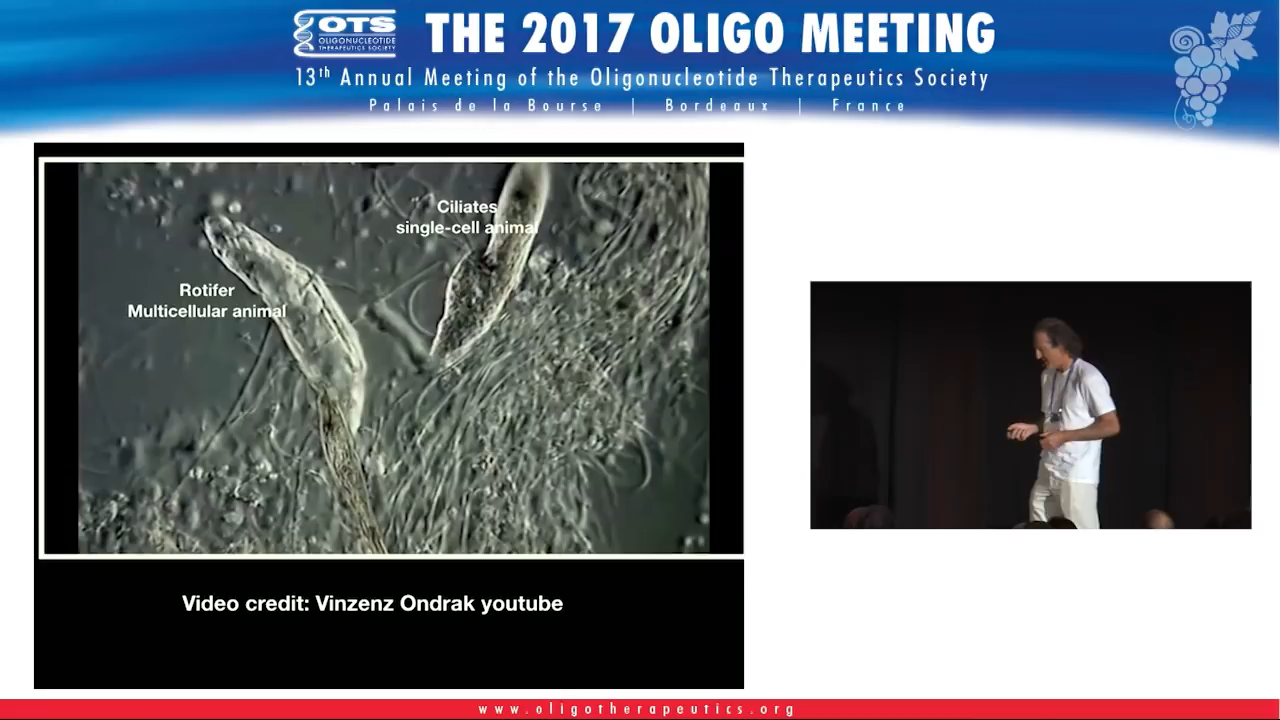 OTS
OLIGONUCLEOTIDE
THERAPEUTICS SOCIETY
THE 2017 OLIGO MEETING
13th Annual Meeting of the Oligonucleotide Therapeutics Society
Palais de la Bourse | Bordeaux | France
Ciliates
single-cell animal
Rotifer
Multicellular animal
Video credit: Vinzenz Ondrak youtube
www.oligotherapeutics.org